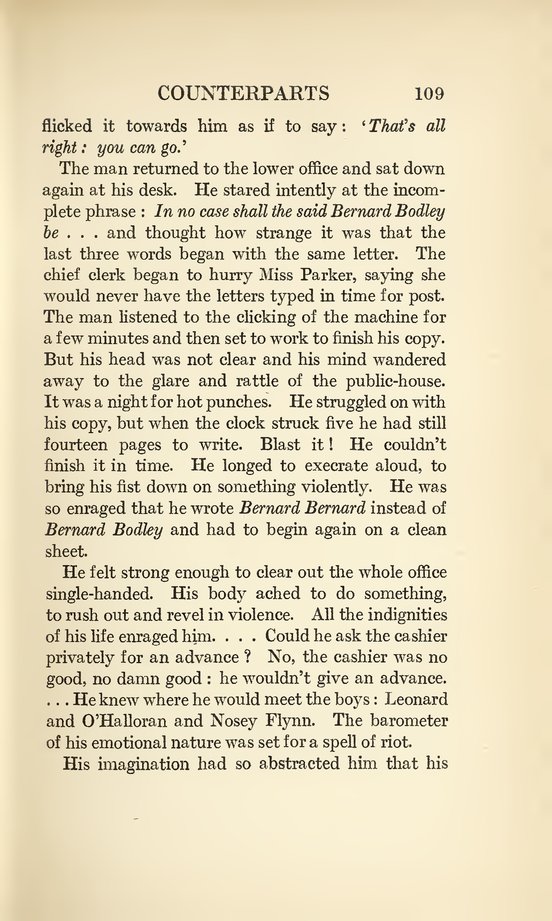 COUNTERPARTS 109
flicked it towards him as if to say : ‘That's all
right : you can go.’
The man returned to the lower office and sat down
again at his desk. He stared intently at the incom-
plete phrase : In no case shall the said Bernard Bodley
be . . . and thought how strange it was that the
last three words began with the same letter. The
chief clerk began to hurry Miss Parker, saying she
would never have the letters typed in time for post.
The man listened to the clicking of the machine for
a few minutes and then set to work to finish his copy.
But his head was not clear and his mind wandered
away to the glare and rattle of the public-house.
It was a night for hot punches. He struggled on with
his copy, but when the clock struck five he had still
fourteen pages to write. Blast it ! He couldn't
finish it in time. He longed to execrate aloud, to
bring his fist down on something violently. He was
so enraged that he wrote Bernard Bernard instead of
Bernard Bodley and had to begin again on a clean
sheet.
He felt strong enough to clear out the whole office
single-handed. His body ached to do something,
to rush out and revel in violence. All the indignities
of his life enraged him. . . . Could he ask the cashier
privately for an advance ? No, the cashier was no
good, no damn good : he wouldn't give an advance.
. . . He knew where he would meet the boys : Leonard
and O'Halloran and Nosey Flynn. The barometer
of his emotional nature was set for a spell of riot.
His imagination had so abstracted him that his